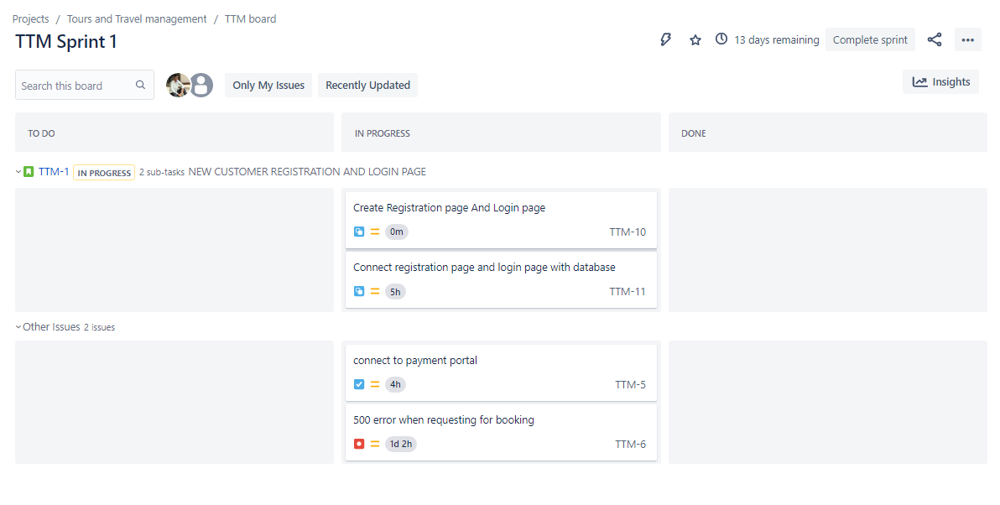 Projects / Tours and Travel management / TTM board
TTM Sprint 1
13 days remaining
Complete sprint
Search this board
Only My Issues
Recently Updated
Insights
TO DO
IN PROGRESS
DONE
TTM-1 IN PROGRESS 2 sub-tasks NEW CUSTOMER REGISTRATION AND LOGIN PAGE
Create Registration page And Login page
0m
TTM-10
Connect registration page and login page with database
5h
TTM-11
Other Issues 2 issues
connect to payment portal
4h
TTM-5
500 error when requesting for booking
1d 2h
TTM-6